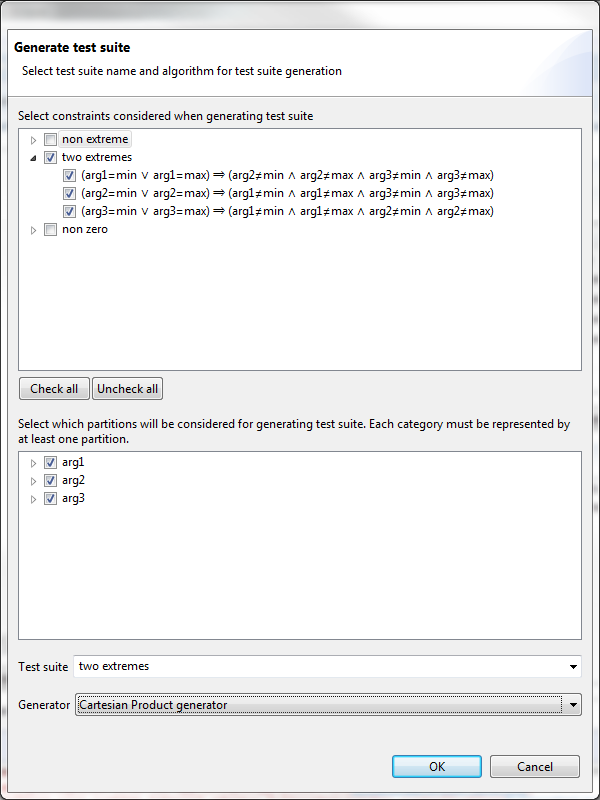 Generate test suite
Select test suite name and algorithm for test suite generation
Select constraints considered when generating test suite
non extreme
two extremes
(arg1=min ∨ arg1=max) ⇒ (arg2≠min ∧ arg2≠max ∧ arg3≠min ∧ arg3≠max)
(arg2=min ∨ arg2=max) ⇒ (arg1≠min ∧ arg1≠max ∧ arg3≠min ∧ arg3≠max)
(arg3=min ∨ arg3=max) ⇒ (arg1≠min ∧ arg1≠max ∧ arg2≠min ∧ arg2≠max)
non zero
Check all Uncheck all
Select which partitions will be considered for generating test suite. Each category must be represented by
at least one partition.
arg1
arg2
arg3
Test suite two extremes
Generator Cartesian Product generator
OK Cancel